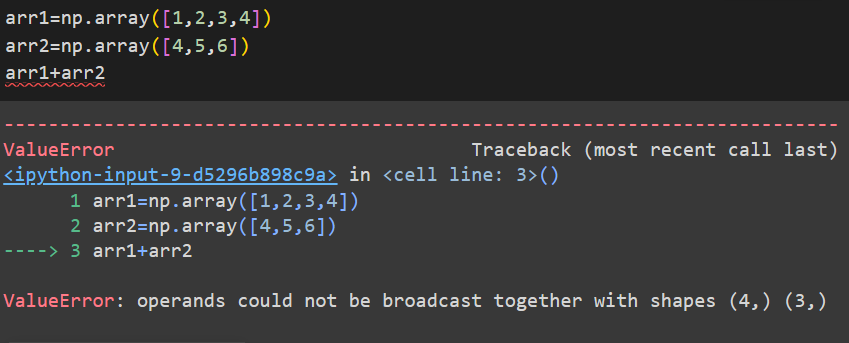 arr1=np.array([1,2,3,4])
arr2=np.array([4,5,6])
arr1+arr2
---------------------------------------------------------------------------
ValueError                                Traceback (most recent call last)
<ipython-input-9-d5296b898c9a> in <cell line: 3>()
      1 arr1=np.array([1,2,3,4])
      2 arr2=np.array([4,5,6])
----> 3 arr1+arr2
ValueError: operands could not be broadcast together with shapes (4,) (3,)